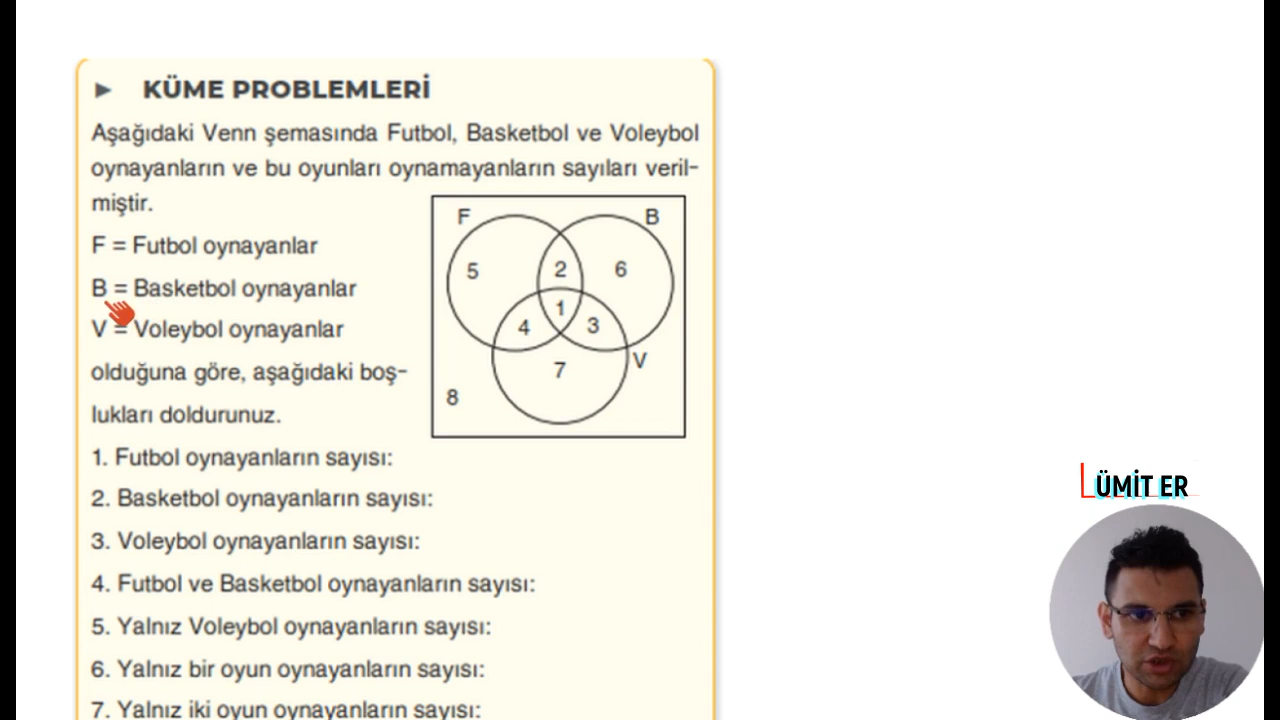 ► KÜME PROBLEMLERİ
Aşağıdaki Venn şemasında Futbol, Basketbol ve Voleybol
oynayanların ve bu oyunları oynamayanların sayıları veril-
miştir.
F = Futbol oynayanlar
B = Basketbol oynayanlar
V = Voleybol oynayanlar
olduğuna göre, aşağıdaki boş-
lukları doldurunuz.
F B
5 2 6
1
4 3
V
7
8
1. Futbol oynayanların sayısı:
2. Basketbol oynayanların sayısı:
3. Voleybol oynayanların sayısı:
4. Futbol ve Basketbol oynayanların sayısı:
5. Yalnız Voleybol oynayanların sayısı:
6. Yalnız bir oyun oynayanların sayısı:
7. Yalnız iki oyun oynayanların sayısı:
ÜMİT ER